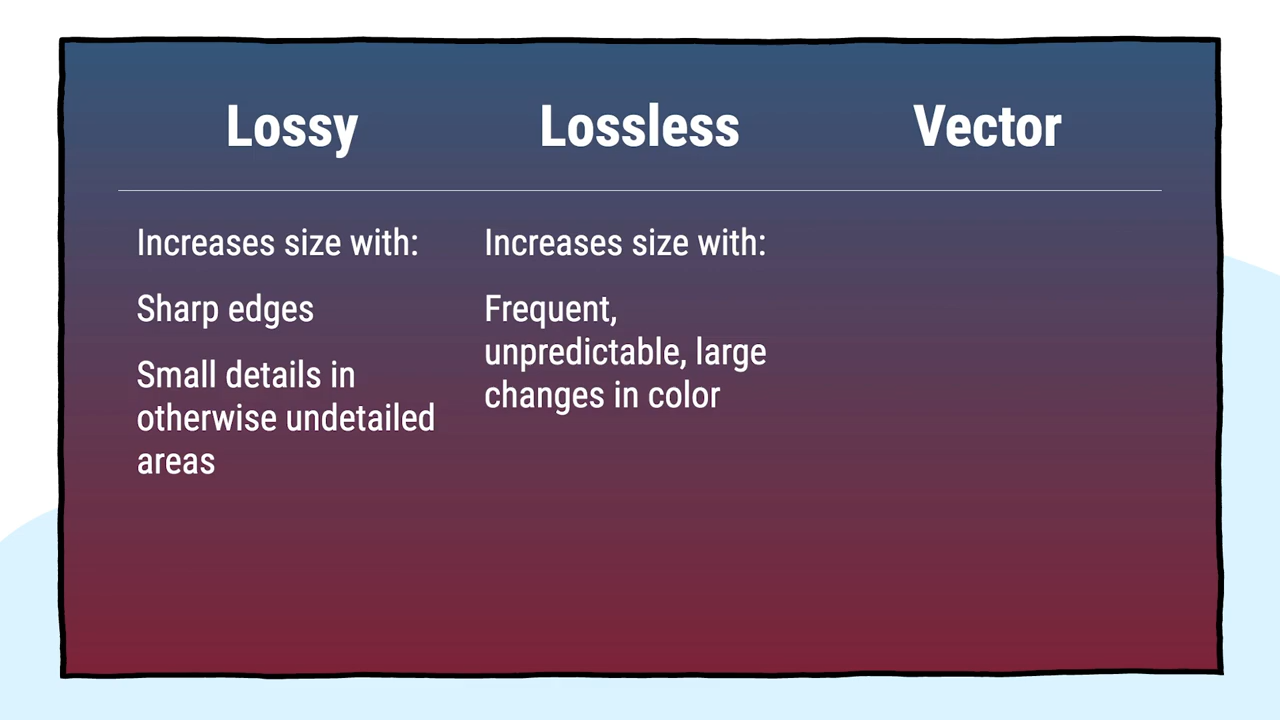 Lossy
Lossless
Vector
Increases size with:
Sharp edges
Small details in
otherwise undetailed
areas
Increases size with:
Frequent,
unpredictable, large
changes in color